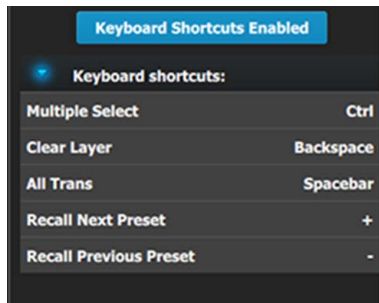 Keyboard Shortcuts Enabled
Keyboard shortcuts:
Multiple Select Ctrl
Clear Layer Backspace
All Trans Spacebar
Recall Next Preset +
Recall Previous Preset -